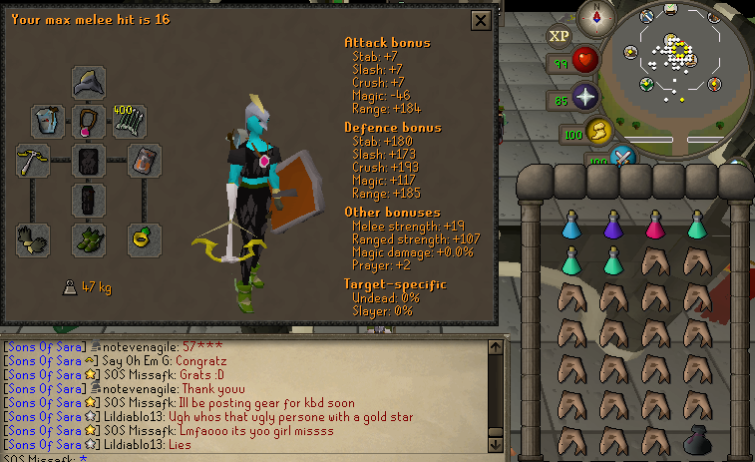 Your max melee hit is 16
Attack bonus
Stab: +7
Slash: +7
Crush: +7
Magic: -46
Range: +184
Defence bonus
Stab: +180
Slash: +173
Crush: +193
Magic: +117
Range: +185
Other bonuses
Melee strength: +19
Ranged strength: +107
Magic damage: +0.0%
Prayer: +2
Target-specific
Undead: 0%
Slayer: 0%
400
47 kg
XP
99
85
100
100
[Sons Of Sara] notevenagile: 57***
[Sons Of Sara] Say Oh Em G: Congratz
[Sons Of Sara] SOS Missafk: Grats :D
[Sons Of Sara] notevenagile: Thank youu
[Sons Of Sara] SOS Missafk: Ill be posting gear for kbd soon
[Sons Of Sara] Lildiablo13: Ugh whos that ugly persone with a gold star
[Sons Of Sara] SOS Missafk: Lmfaooo its yoo girl missss
[Sons Of Sara] Lildiablo13: Lies
SOS Missafk: *